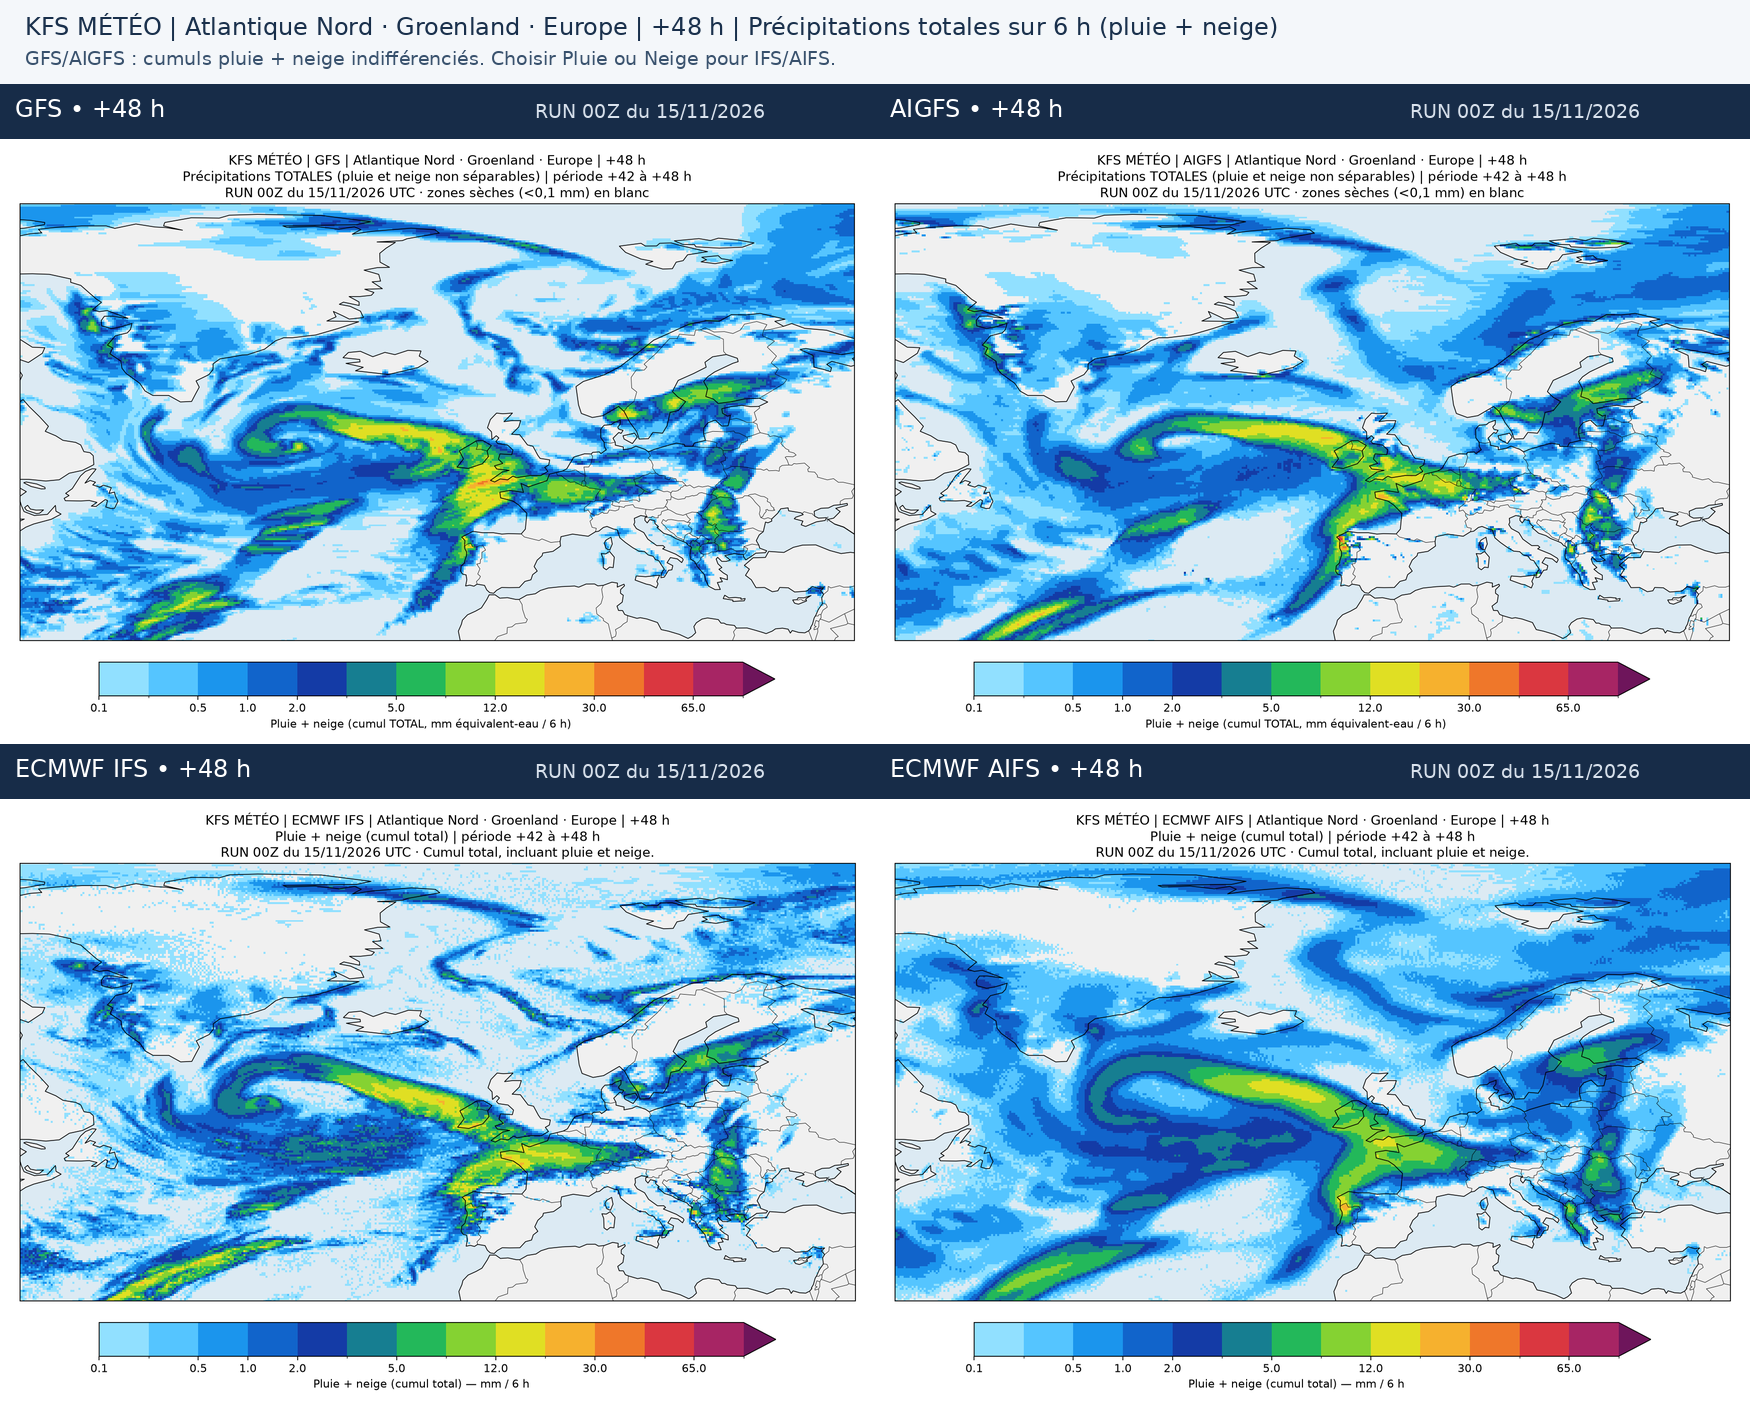 KFS MÉTÉO | Atlantique Nord · Groenland · Europe | +48 h | Précipitations totales sur 6 h (pluie + neige)
GFS/AIGFS : cumuls pluie + neige indifférenciés. Choisir Pluie ou Neige pour IFS/AIFS.
GFS • +48 h RUN 00Z du 15/11/2026
AIGFS • +48 h RUN 00Z du 15/11/2026
KFS MÉTÉO | GFS | Atlantique Nord · Groenland · Europe | +48 h
Précipitations TOTALES (pluie et neige non séparables) | période +42 à +48 h
RUN 00Z du 15/11/2026 UTC · zones sèches (<0,1 mm) en blanc
KFS MÉTÉO | AIGFS | Atlantique Nord · Groenland · Europe | +48 h
Précipitations TOTALES (pluie et neige non séparables) | période +42 à +48 h
RUN 00Z du 15/11/2026 UTC · zones sèches (<0,1 mm) en blanc
0.1 0.5 1.0 2.0 5.0 12.0 30.0 65.0
Pluie + neige (cumul TOTAL, mm équivalent-eau / 6 h)
0.1 0.5 1.0 2.0 5.0 12.0 30.0 65.0
Pluie + neige (cumul TOTAL, mm équivalent-eau / 6 h)
ECMWF IFS • +48 h RUN 00Z du 15/11/2026
ECMWF AIFS • +48 h RUN 00Z du 15/11/2026
KFS MÉTÉO | ECMWF IFS | Atlantique Nord · Groenland · Europe | +48 h
Pluie + neige (cumul total) | période +42 à +48 h
RUN 00Z du 15/11/2026 UTC · Cumul total, incluant pluie et neige.
KFS MÉTÉO | ECMWF AIFS | Atlantique Nord · Groenland · Europe | +48 h
Pluie + neige (cumul total) | période +42 à +48 h
RUN 00Z du 15/11/2026 UTC · Cumul total, incluant pluie et neige.
0.1 0.5 1.0 2.0 5.0 12.0 30.0 65.0
Pluie + neige (cumul total) — mm / 6 h
0.1 0.5 1.0 2.0 5.0 12.0 30.0 65.0
Pluie + neige (cumul total) — mm / 6 h